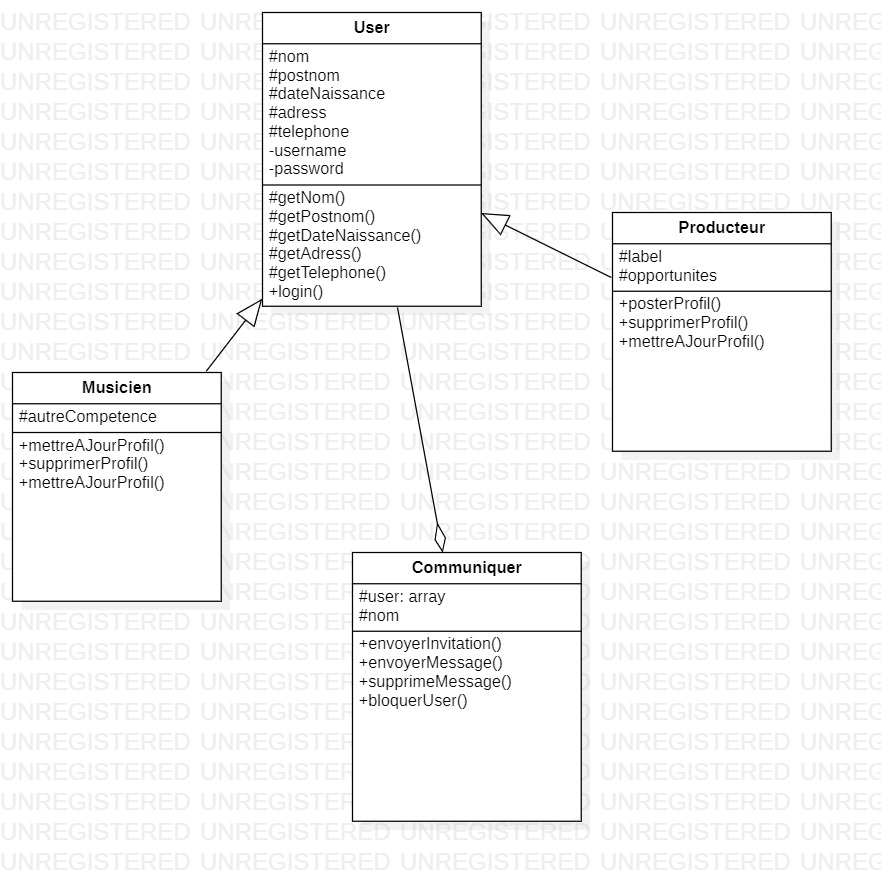 User
#nom
#postnom
#dateNaissance
#adress
#telephone
-username
-password
#getNom()
#getPostnom()
#getDateNaissance()
#getAdress()
#getTelephone()
+login()
Producteur
#label
#opportunites
+posterProfil()
+supprimerProfil()
+mettreAJourProfil()
Musicien
#autreCompetence
+mettreAJourProfil()
+supprimerProfil()
+mettreAJourProfil()
Communiquer
#user: array
#nom
+envoyerInvitation()
+envoyerMessage()
+supprimeMessage()
+bloquerUser()
UNREGISTERED